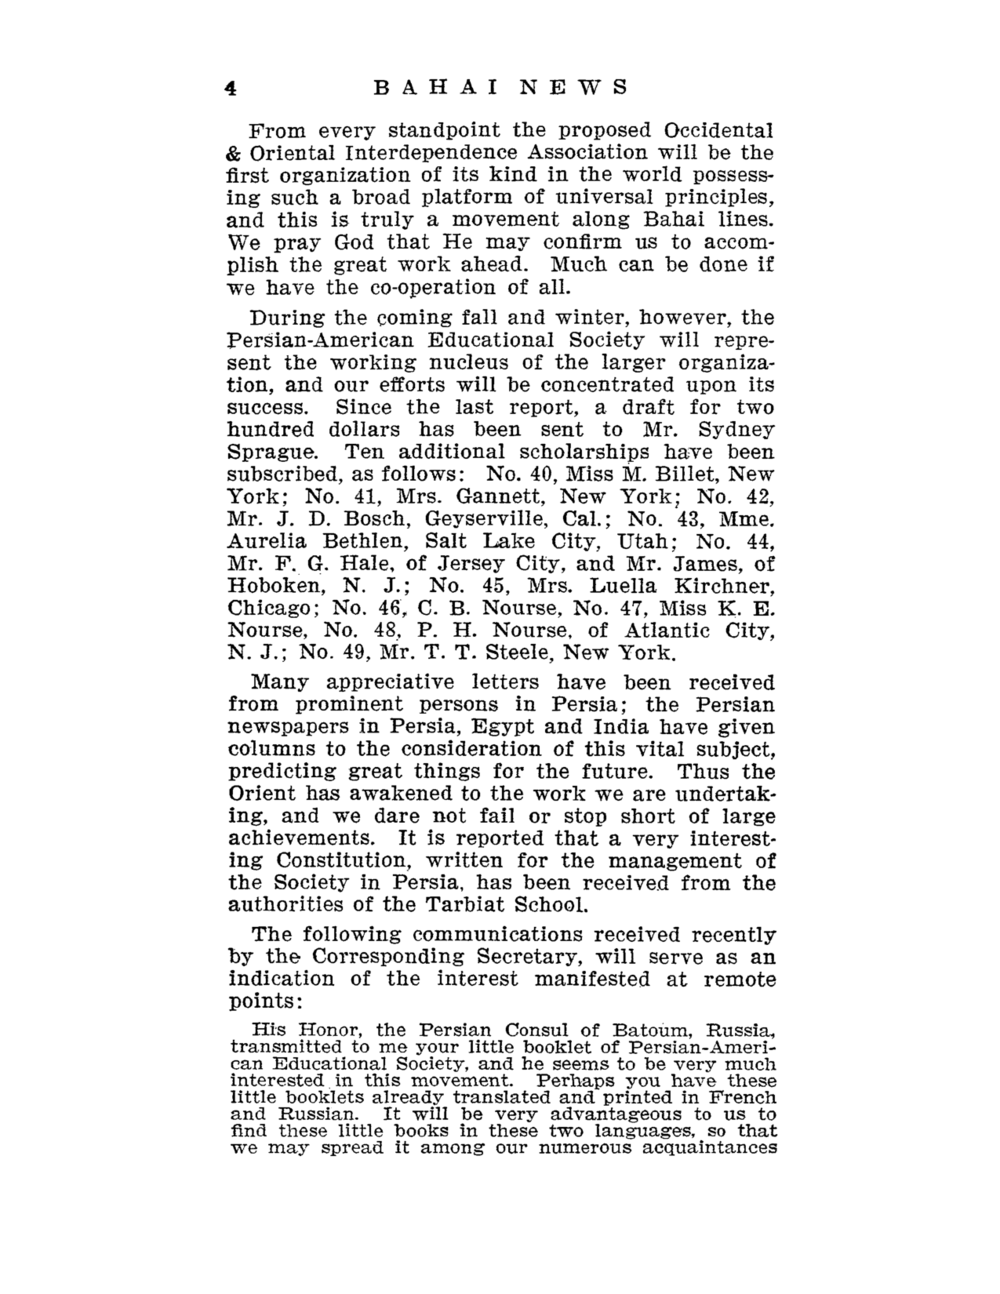 4 BAHAI NEWS
From every standpoint the proposed Occidental
& Oriental Interdependence Association will be the
first organization of its kind in the world possess-
ing such a broad platform of universal principles,
and this is truly a movement along Bahai lines.
We pray God that He may confirm us to accom-
plish the great work ahead. Much can be done if
we have the co-operation of all.
During the coming fall and winter, however, the
Persian-American Educational Society will repre-
sent the working nucleus of the larger organiza-
tion, and our efforts will be concentrated upon its
success. Since the last report, a draft for two
hundred dollars has been sent to Mr. Sydney
Sprague. Ten additional scholarships have been
subscribed, as follows: No. 40, Miss M. Billet, New
York; No. 41, Mrs. Gannett, New York; No. 42,
Mr. J. D. Bosch, Geyserville, Cal.; No. 43, Mme.
Aurelia Bethlen, Salt Lake City, Utah; No. 44,
Mr. F. G. Hale, of Jersey City, and Mr. James, of
Hoboken, N. J.; No. 45, Mrs. Luella Kirchner,
Chicago; No. 46, C. B. Nourse, No. 47, Miss K. E.
Nourse, No. 48, P. H. Nourse, of Atlantic City,
N. J.; No. 49, Mr. T. T. Steele, New York.
Many appreciative letters have been received
from prominent persons in Persia; the Persian
newspapers in Persia, Egypt and India have given
columns to the consideration of this vital subject,
predicting great things for the future. Thus the
Orient has awakened to the work we are undertak-
ing, and we dare not fail or stop short of large
achievements. It is reported that a very interest-
ing Constitution, written for the management of
the Society in Persia, has been received from the
authorities of the Tarbiat School.
The following communications received recently
by the Corresponding Secretary, will serve as an
indication of the interest manifested at remote
points:
His Honor, the Persian Consul of Batoum, Russia,
transmitted to me your little booklet of Persian-Ameri-
can Educational Society, and he seems to be very much
interested in this movement. Perhaps you have these
little booklets already translated and printed in French
and Russian. It will be very advantageous to us to
find these little books in these two languages, so that
we may spread it among our numerous acquaintances